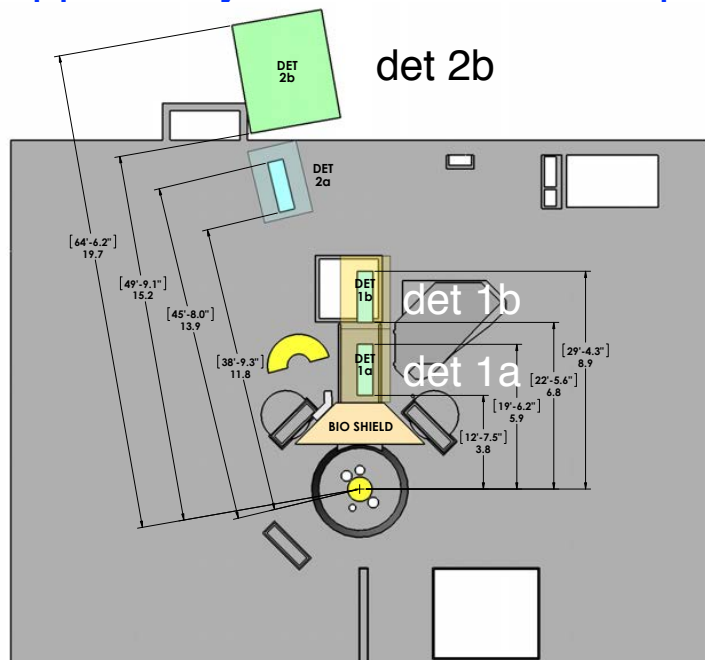 DET
2b
det 2b
DET
2a
[64'-6.2"]
19.7
[49'-9.1"]
15.2
[45'-8.0"]
13.9
[38'-9.3"]
11.8
DET
1b
det 1b
DET
1a
det 1a
[29'-4.3"]
8.9
[22'-5.6"]
6.8
[19'-6.2"]
5.9
[12'-7.5"]
3.8
BIO SHIELD